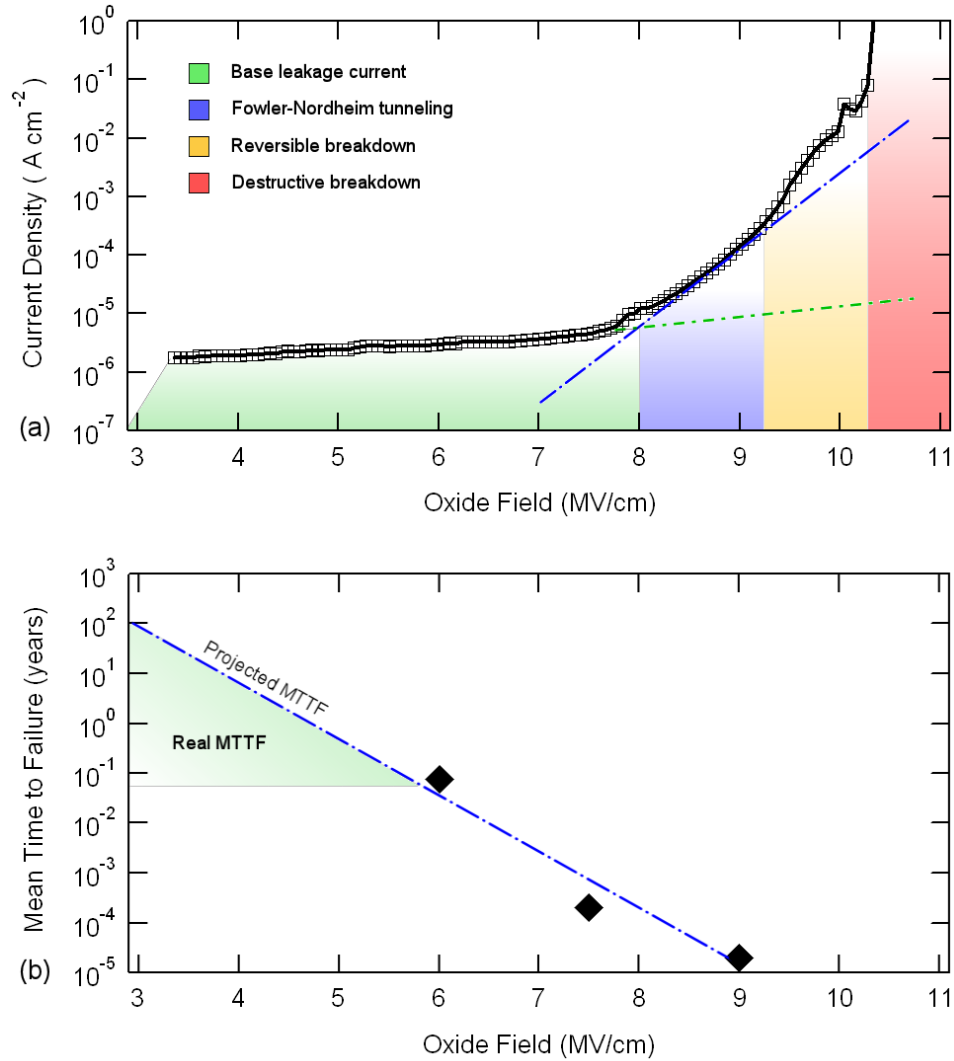 10^0
10^-1
10^-2
10^-3
10^-4
10^-5
10^-6
10^-7
Current Density ( A cm^-2 )
Base leakage current
Fowler-Nordheim tunneling
Reversible breakdown
Destructive breakdown
(a)
3 4 5 6 7 8 9 10 11
Oxide Field (MV/cm)
10^3
10^2
10^1
10^0
10^-1
10^-2
10^-3
10^-4
10^-5
Mean Time to Failure (years)
Projected MTTF
Real MTTF
(b)
3 4 5 6 7 8 9 10 11
Oxide Field (MV/cm)